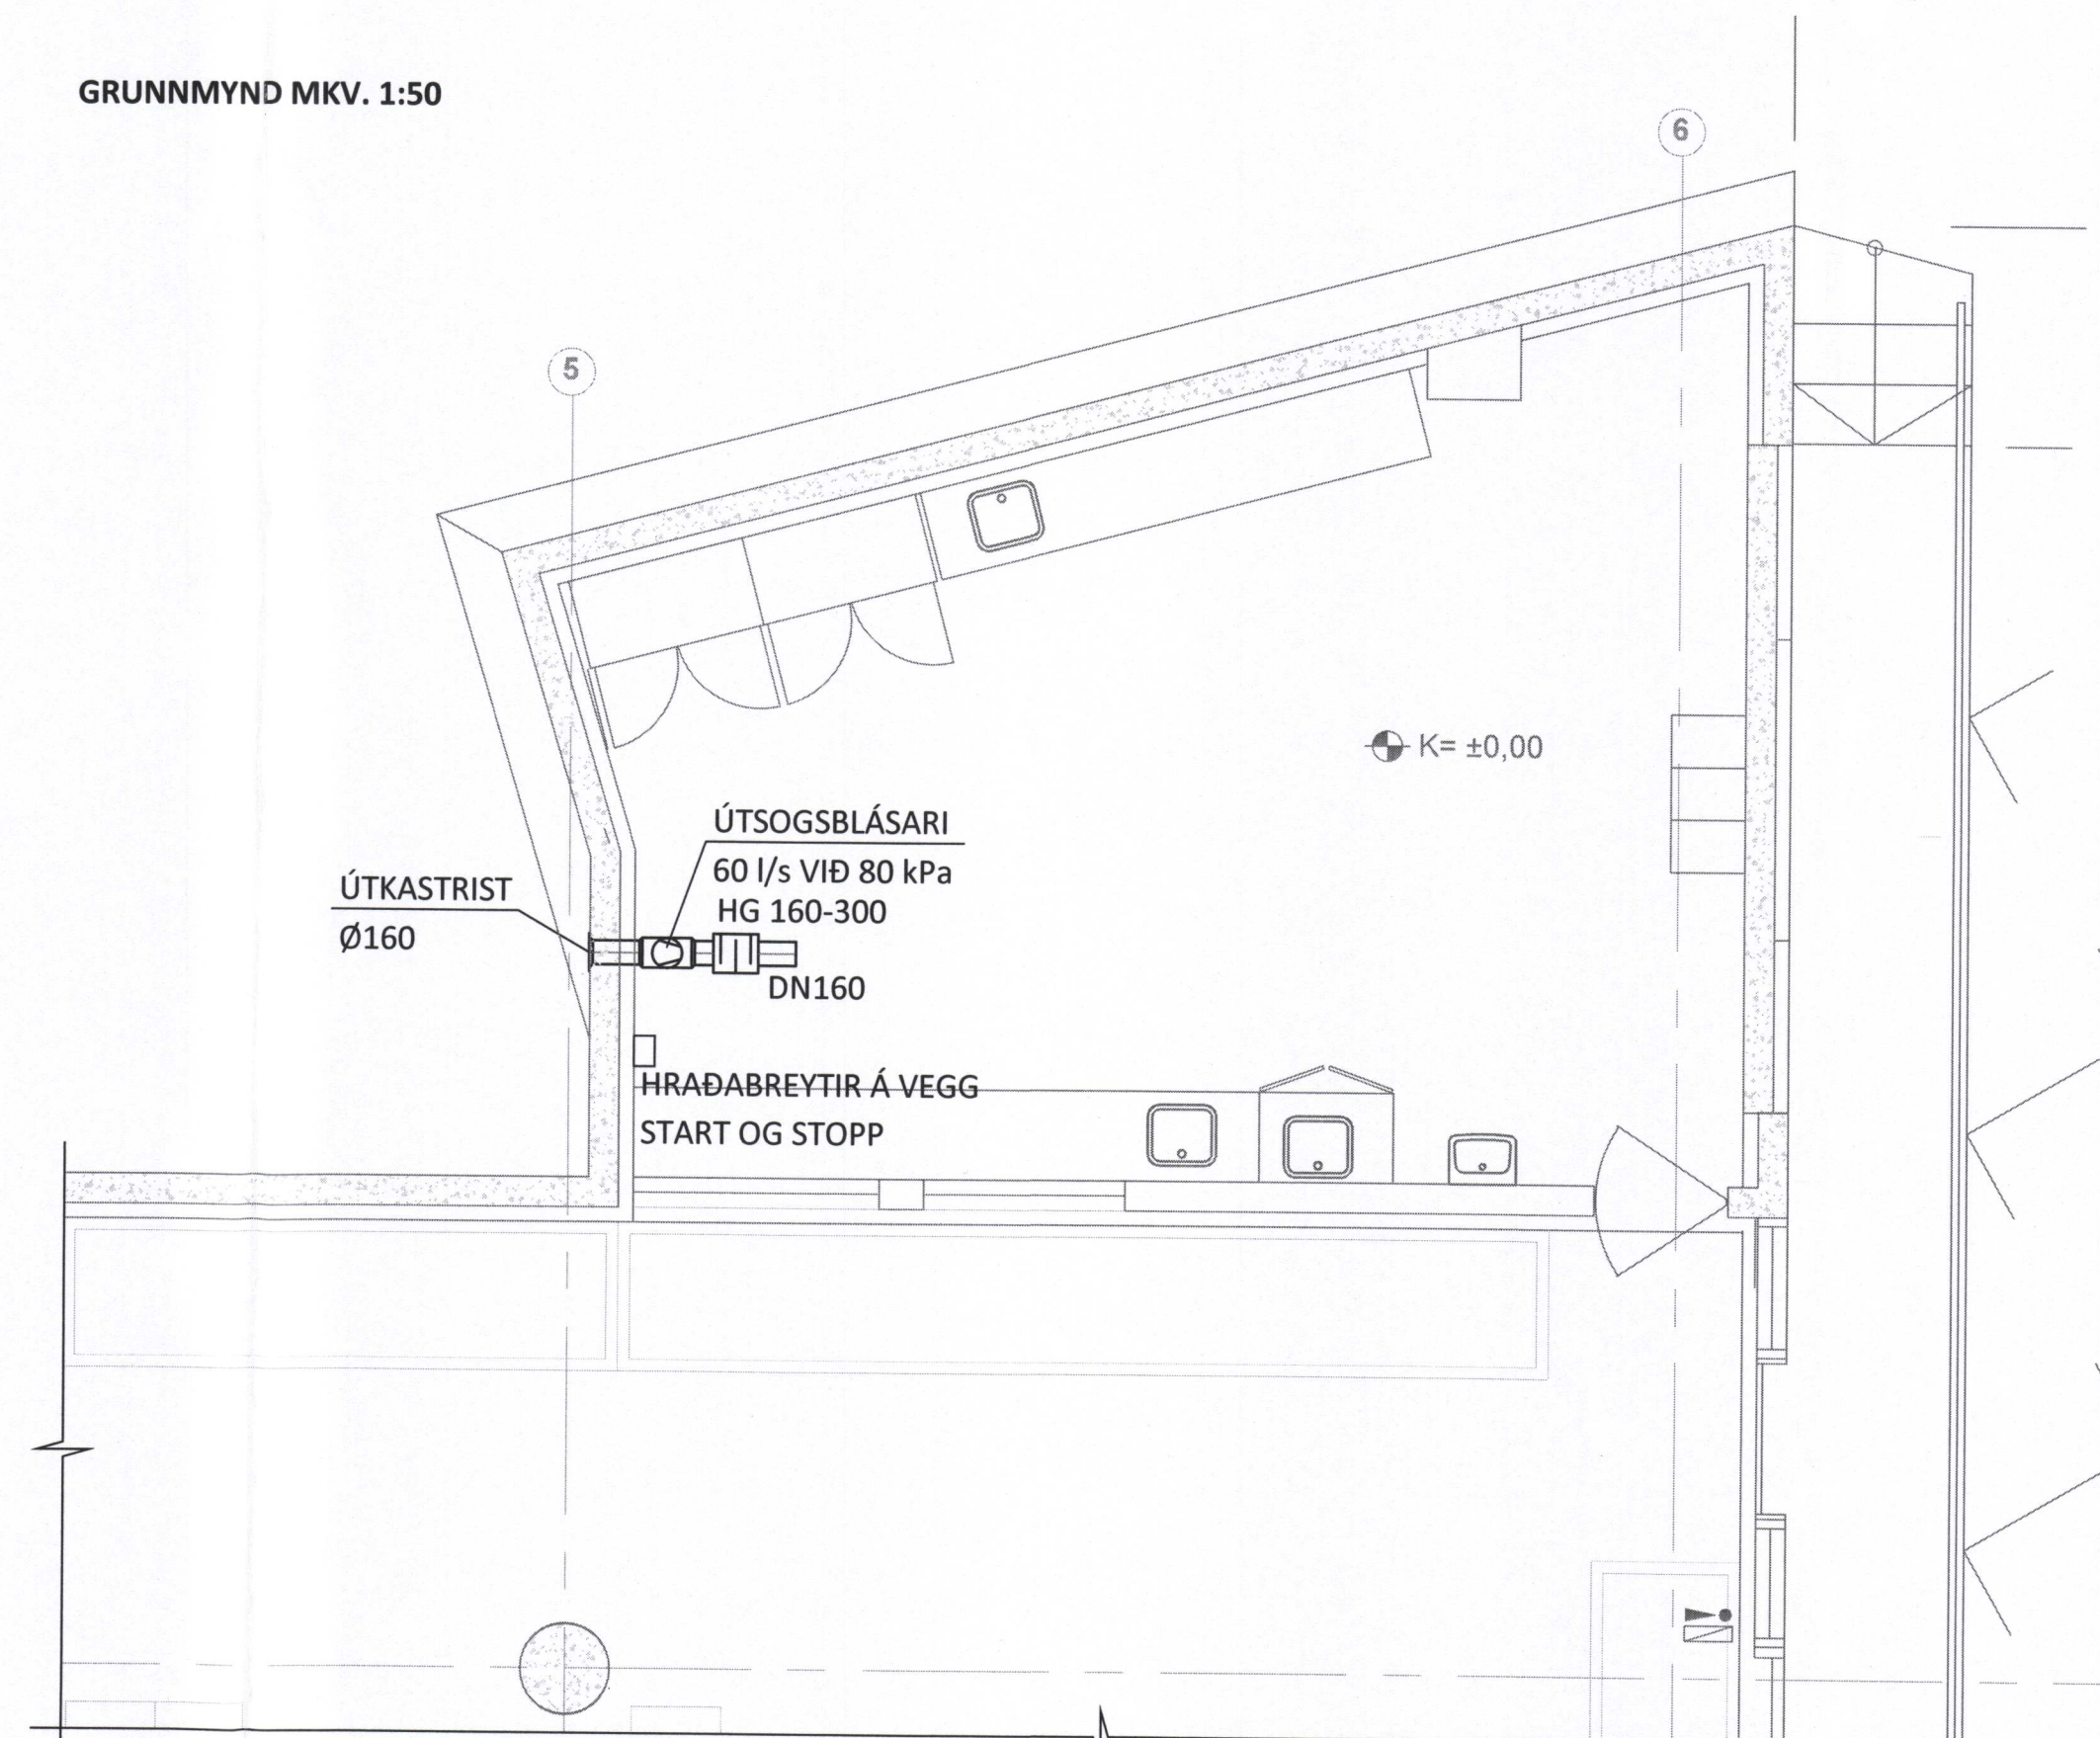 GRUNNMYND MKV. 1:50
6
5
K= ±0,00
ÚTSOGSBLÁSARI
60 l/s VIÐ 80 kPa
HG 160-300
ÚTKASTRIST
Ø160
DN160
HRAÐABREYTIR Á VEGG
START OG STOPP